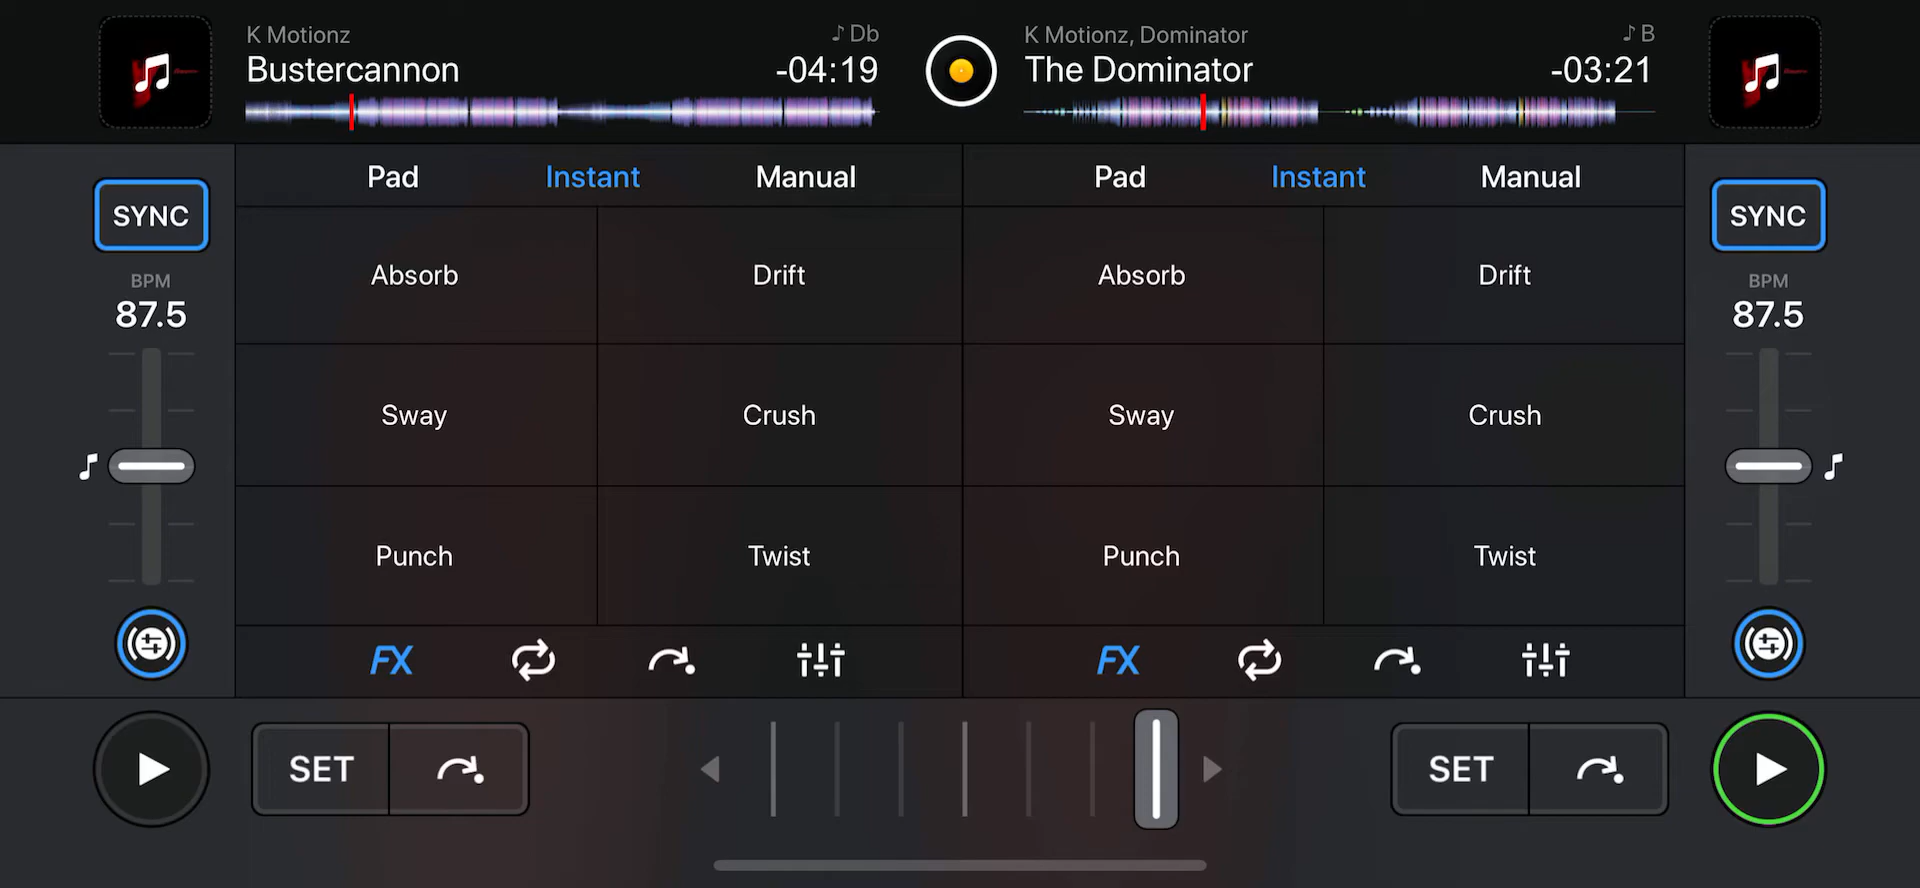 K Motionz
♪ Db
Bustercannon
-04:19
K Motionz, Dominator
♪ B
The Dominator
-03:21
SYNC
BPM
87.5
Pad Instant Manual
Absorb Drift
Sway Crush
Punch Twist
FX
Pad Instant Manual
Absorb Drift
Sway Crush
Punch Twist
FX
SYNC
BPM
87.5
SET
SET